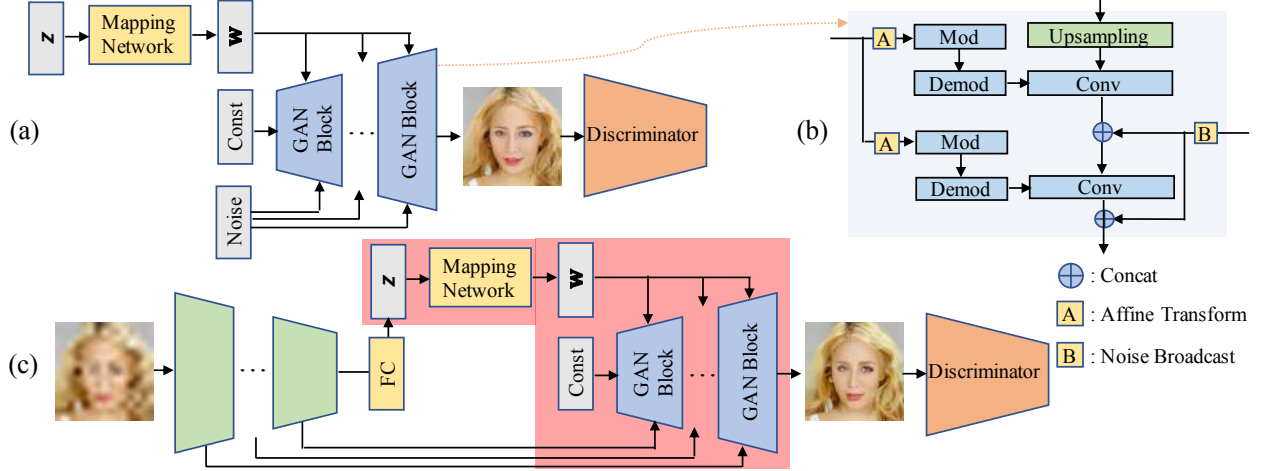 (a)
z
Mapping
Network
w
Const
Noise
GAN
Block
. . .
GAN Block
Discriminator
(b)
A
Mod
Demod
Upsampling
Conv
A
Mod
Demod
B
Conv
: Concat
A : Affine Transform
B : Noise Broadcast
(c)
. . .
FC
z
Mapping
Network
w
Const
GAN
Block
. . .
GAN Block
Discriminator